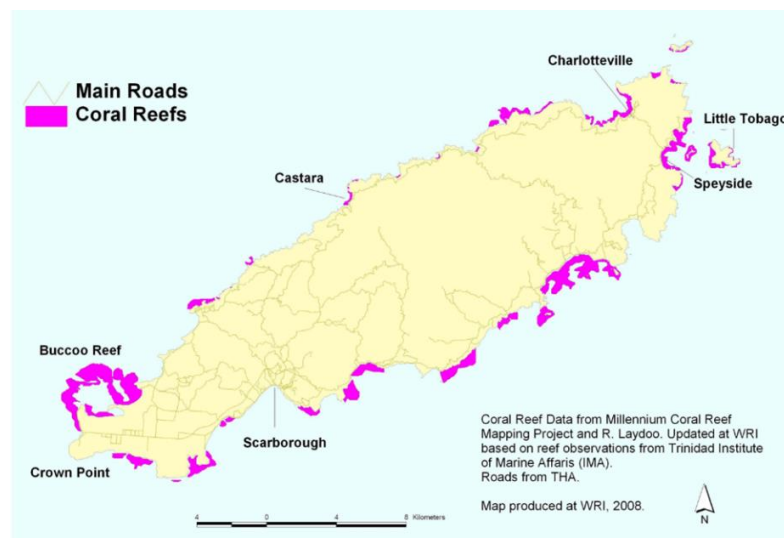 Charlotteville
Main Roads
Coral Reefs
Little Tobago
Castara
Speyside
Buccoo Reef
Scarborough
Crown Point
Coral Reef Data from Millennium Coral Reef
Mapping Project and R. Laydoo. Updated at WRI
based on reef observations from Trinidad Institute
of Marine Affaris (IMA).
Roads from THA.
Map produced at WRI, 2008.
4 0 4 8 Kilometers
N